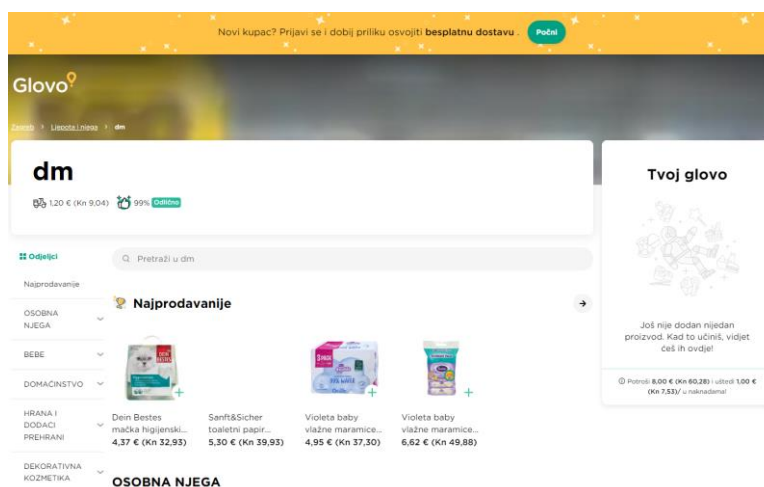 Novi kupac? Prijavi se i dobij priliku osvojiti besplatnu dostavu .
Počni
Glovo
Zagreb > Ljepota i njega > dm
dm
1,20 € (Kn 9,04) 99% Odlično
Odjeljci
Najprodavanije
OSOBNA
NJEGA
BEBE
DOMAĆINSTVO
HRANA I
DODACI
PREHRANI
DEKORATIVNA
KOZMETIKA
Pretraži u dm
Najprodavanije
Dein Bestes
mačka higijenski...
4,37 € (Kn 32,93)
Sanft&Sicher
toaletni papir...
5,30 € (Kn 39,93)
Violeta baby
vlažne maramice...
4,95 € (Kn 37,30)
Violeta baby
vlažne maramice...
6,62 € (Kn 49,88)
OSOBNA NJEGA
Tvoj glovo
Još nije dodan nijedan
proizvod. Kad to učiniš, vidjet
ćeš ih ovdje!
Potroši 8,00 € (Kn 60,28) i uštedi 1,00 €
(Kn 7,53)/ u naknadama!